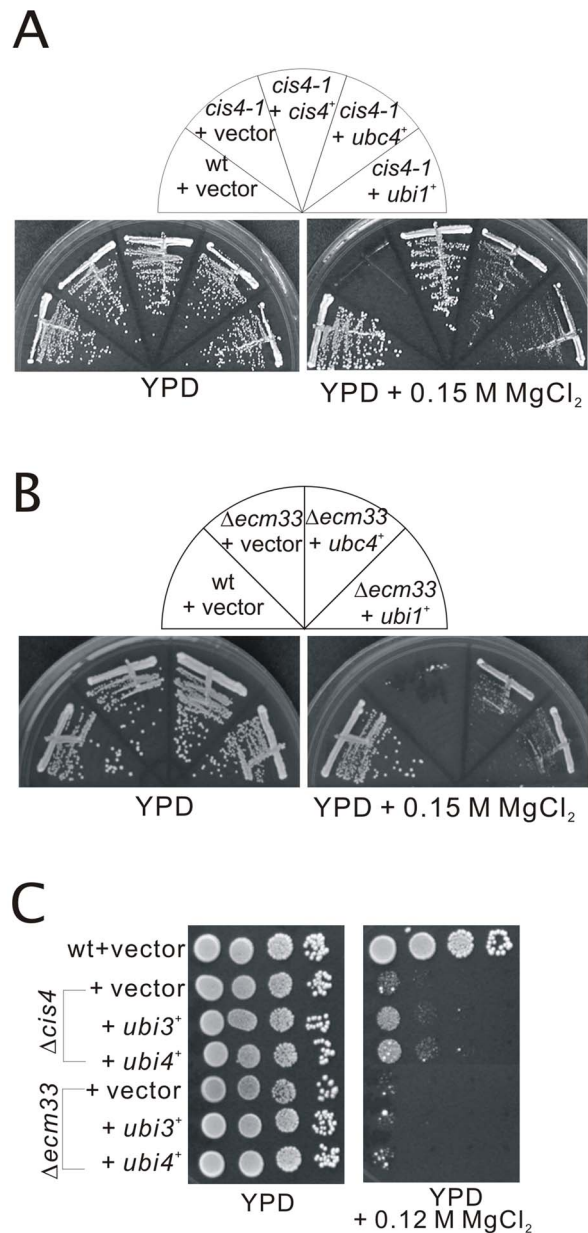 A
cis4-1
+ cis4⁺
cis4-1
+ vector
cis4-1
+ ubc4⁺
wt
+ vector
cis4-1
+ ubi1⁺
YPD
YPD + 0.15 M MgCl₂
B
Δecm33
+ vector
Δecm33
+ ubc4⁺
wt
+ vector
Δecm33
+ ubi1⁺
YPD
YPD + 0.15 M MgCl₂
C
wt+vector
Δcis4
+ vector
+ ubi3⁺
+ ubi4⁺
Δecm33
+ vector
+ ubi3⁺
+ ubi4⁺
YPD
YPD
+ 0.12 M MgCl₂